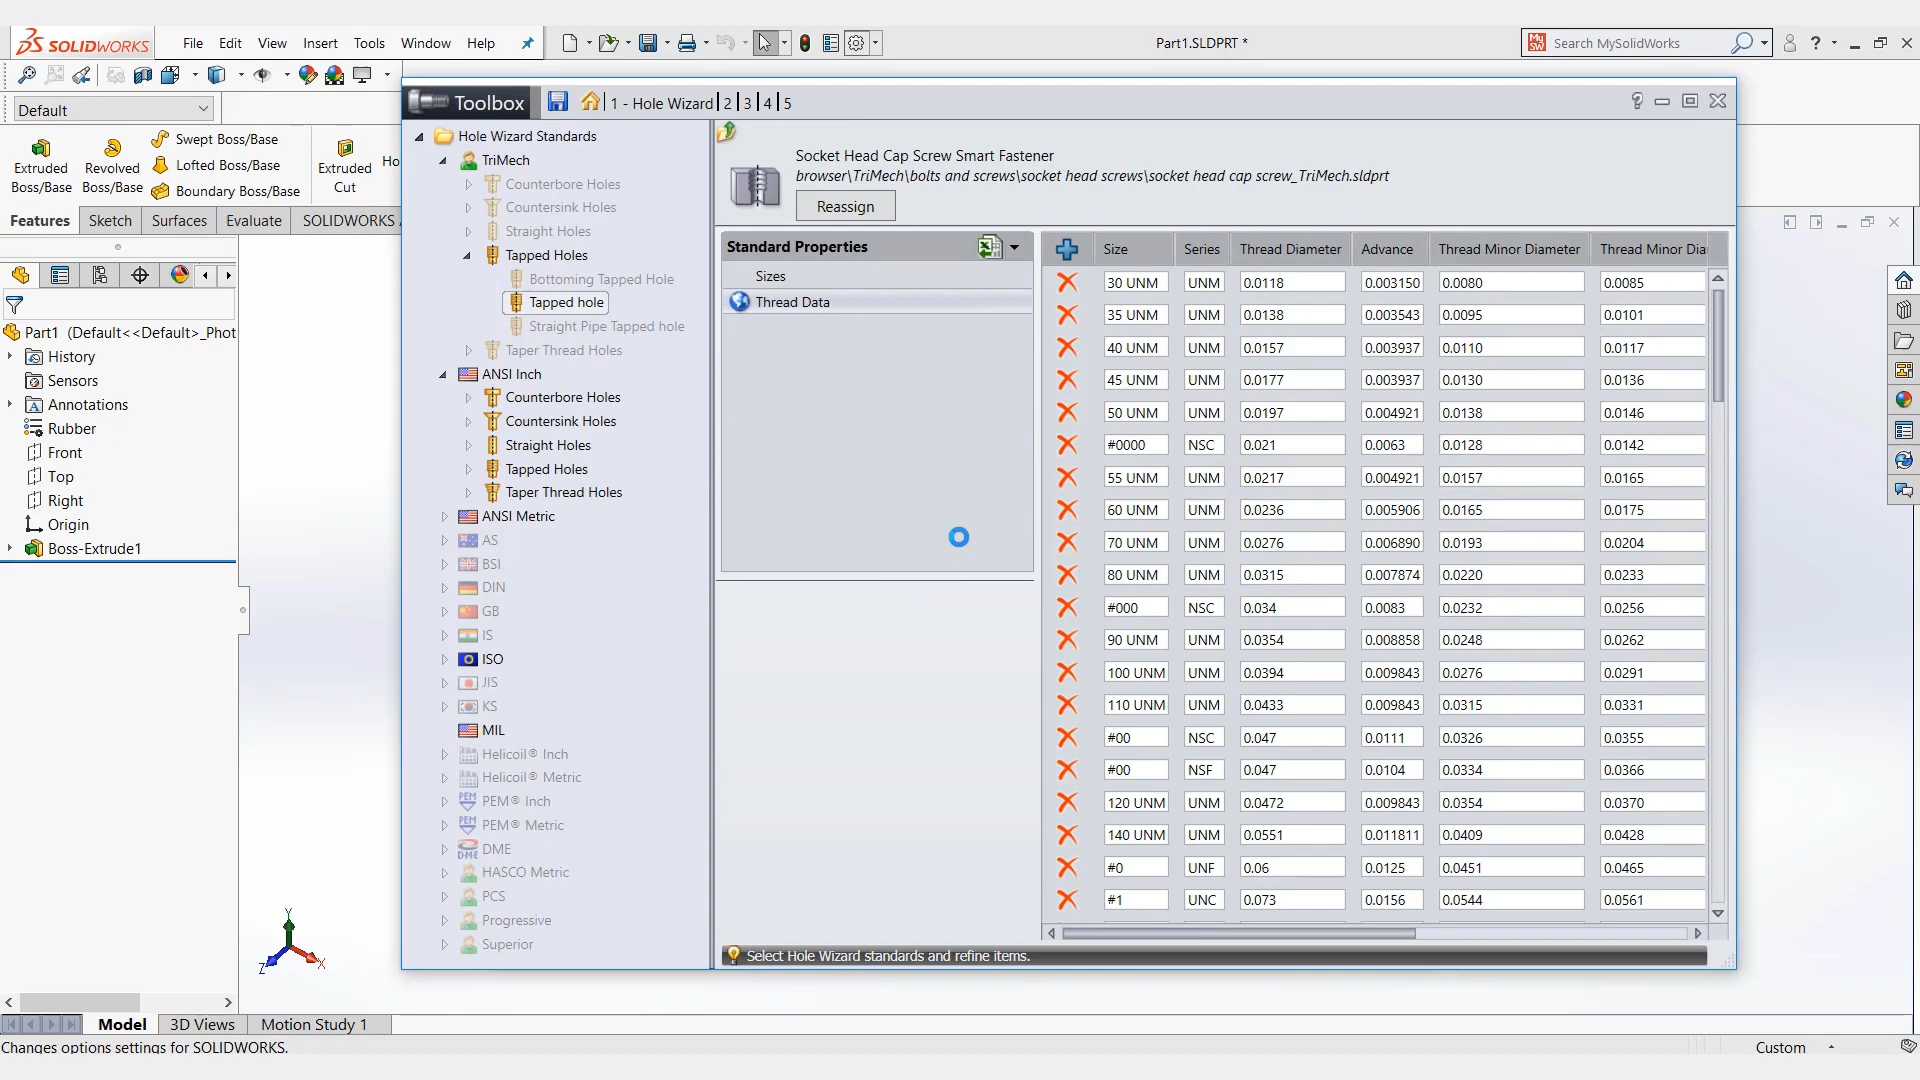 SOLIDWORKS
File Edit View Insert Tools Window Help
Part1.SLDPRT *
Search MySolidWorks
Default
Extruded Boss/Base
Revolved Boss/Base
Swept Boss/Base
Lofted Boss/Base
Boundary Boss/Base
Extruded Cut
Ho
Features Sketch Surfaces Evaluate SOLIDWORKS A
Part1 (Default<<Default>_Phot
History
Sensors
Annotations
Rubber
Front
Top
Right
Origin
Boss-Extrude1
Toolbox 1 - Hole Wizard 2 3 4 5
Hole Wizard Standards
TriMech
Counterbore Holes
Countersink Holes
Straight Holes
Tapped Holes
Bottoming Tapped Hole
Tapped hole
Straight Pipe Tapped hole
Taper Thread Holes
ANSI Inch
Counterbore Holes
Countersink Holes
Straight Holes
Tapped Holes
Taper Thread Holes
ANSI Metric
AS
BSI
DIN
GB
IS
ISO
JIS
KS
MIL
Helicoil® Inch
Helicoil® Metric
PEM® Inch
PEM® Metric
DME
HASCO Metric
PCS
Progressive
Superior
Socket Head Cap Screw Smart Fastener
browser\TriMech\bolts and screws\socket head screws\socket head cap screw_TriMech.sldprt
Reassign
Standard Properties
Sizes
Thread Data
Size Series Thread Diameter Advance Thread Minor Diameter Thread Minor Dia
30 UNM UNM 0.0118 0.003150 0.0080 0.0085
35 UNM UNM 0.0138 0.003543 0.0095 0.0101
40 UNM UNM 0.0157 0.003937 0.0110 0.0117
45 UNM UNM 0.0177 0.003937 0.0130 0.0136
50 UNM UNM 0.0197 0.004921 0.0138 0.0146
#0000 NSC 0.021 0.0063 0.0128 0.0142
55 UNM UNM 0.0217 0.004921 0.0157 0.0165
60 UNM UNM 0.0236 0.005906 0.0165 0.0175
70 UNM UNM 0.0276 0.006890 0.0193 0.0204
80 UNM UNM 0.0315 0.007874 0.0220 0.0233
#000 NSC 0.034 0.0083 0.0232 0.0256
90 UNM UNM 0.0354 0.008858 0.0248 0.0262
100 UNM UNM 0.0394 0.009843 0.0276 0.0291
110 UNM UNM 0.0433 0.009843 0.0315 0.0331
#00 NSC 0.047 0.0111 0.0326 0.0355
#00 NSF 0.047 0.0104 0.0334 0.0366
120 UNM UNM 0.0472 0.009843 0.0354 0.0370
140 UNM UNM 0.0551 0.011811 0.0409 0.0428
#0 UNF 0.06 0.0125 0.0451 0.0465
#1 UNC 0.073 0.0156 0.0544 0.0561
Select Hole Wizard standards and refine items.
Y
Z
X
Model 3D Views Motion Study 1
Changes options settings for SOLIDWORKS.
Custom